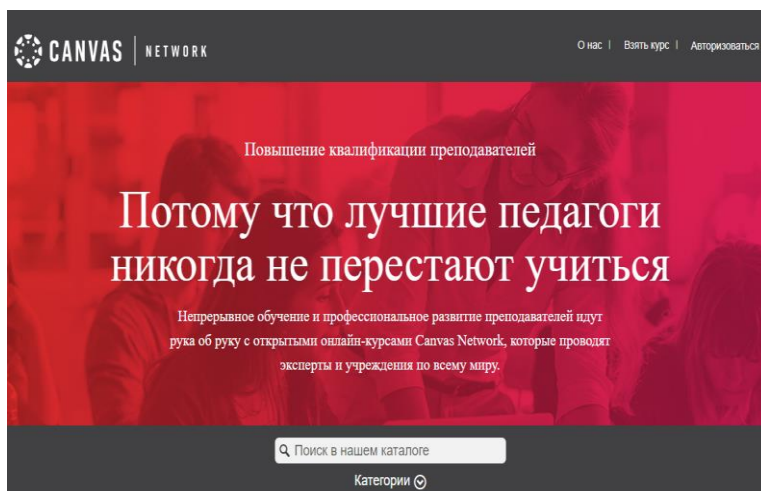 CANVAS | NETWORK
О нас | Взять курс | Авторизоваться
Повышение квалификации преподавателей
Потому что лучшие педагоги
никогда не перестают учиться
Непрерывное обучение и профессиональное развитие преподавателей идут
рука об руку с открытыми онлайн-курсами Canvas Network, которые проводят
эксперты и учреждения по всему миру.
Поиск в нашем каталоге
Категории